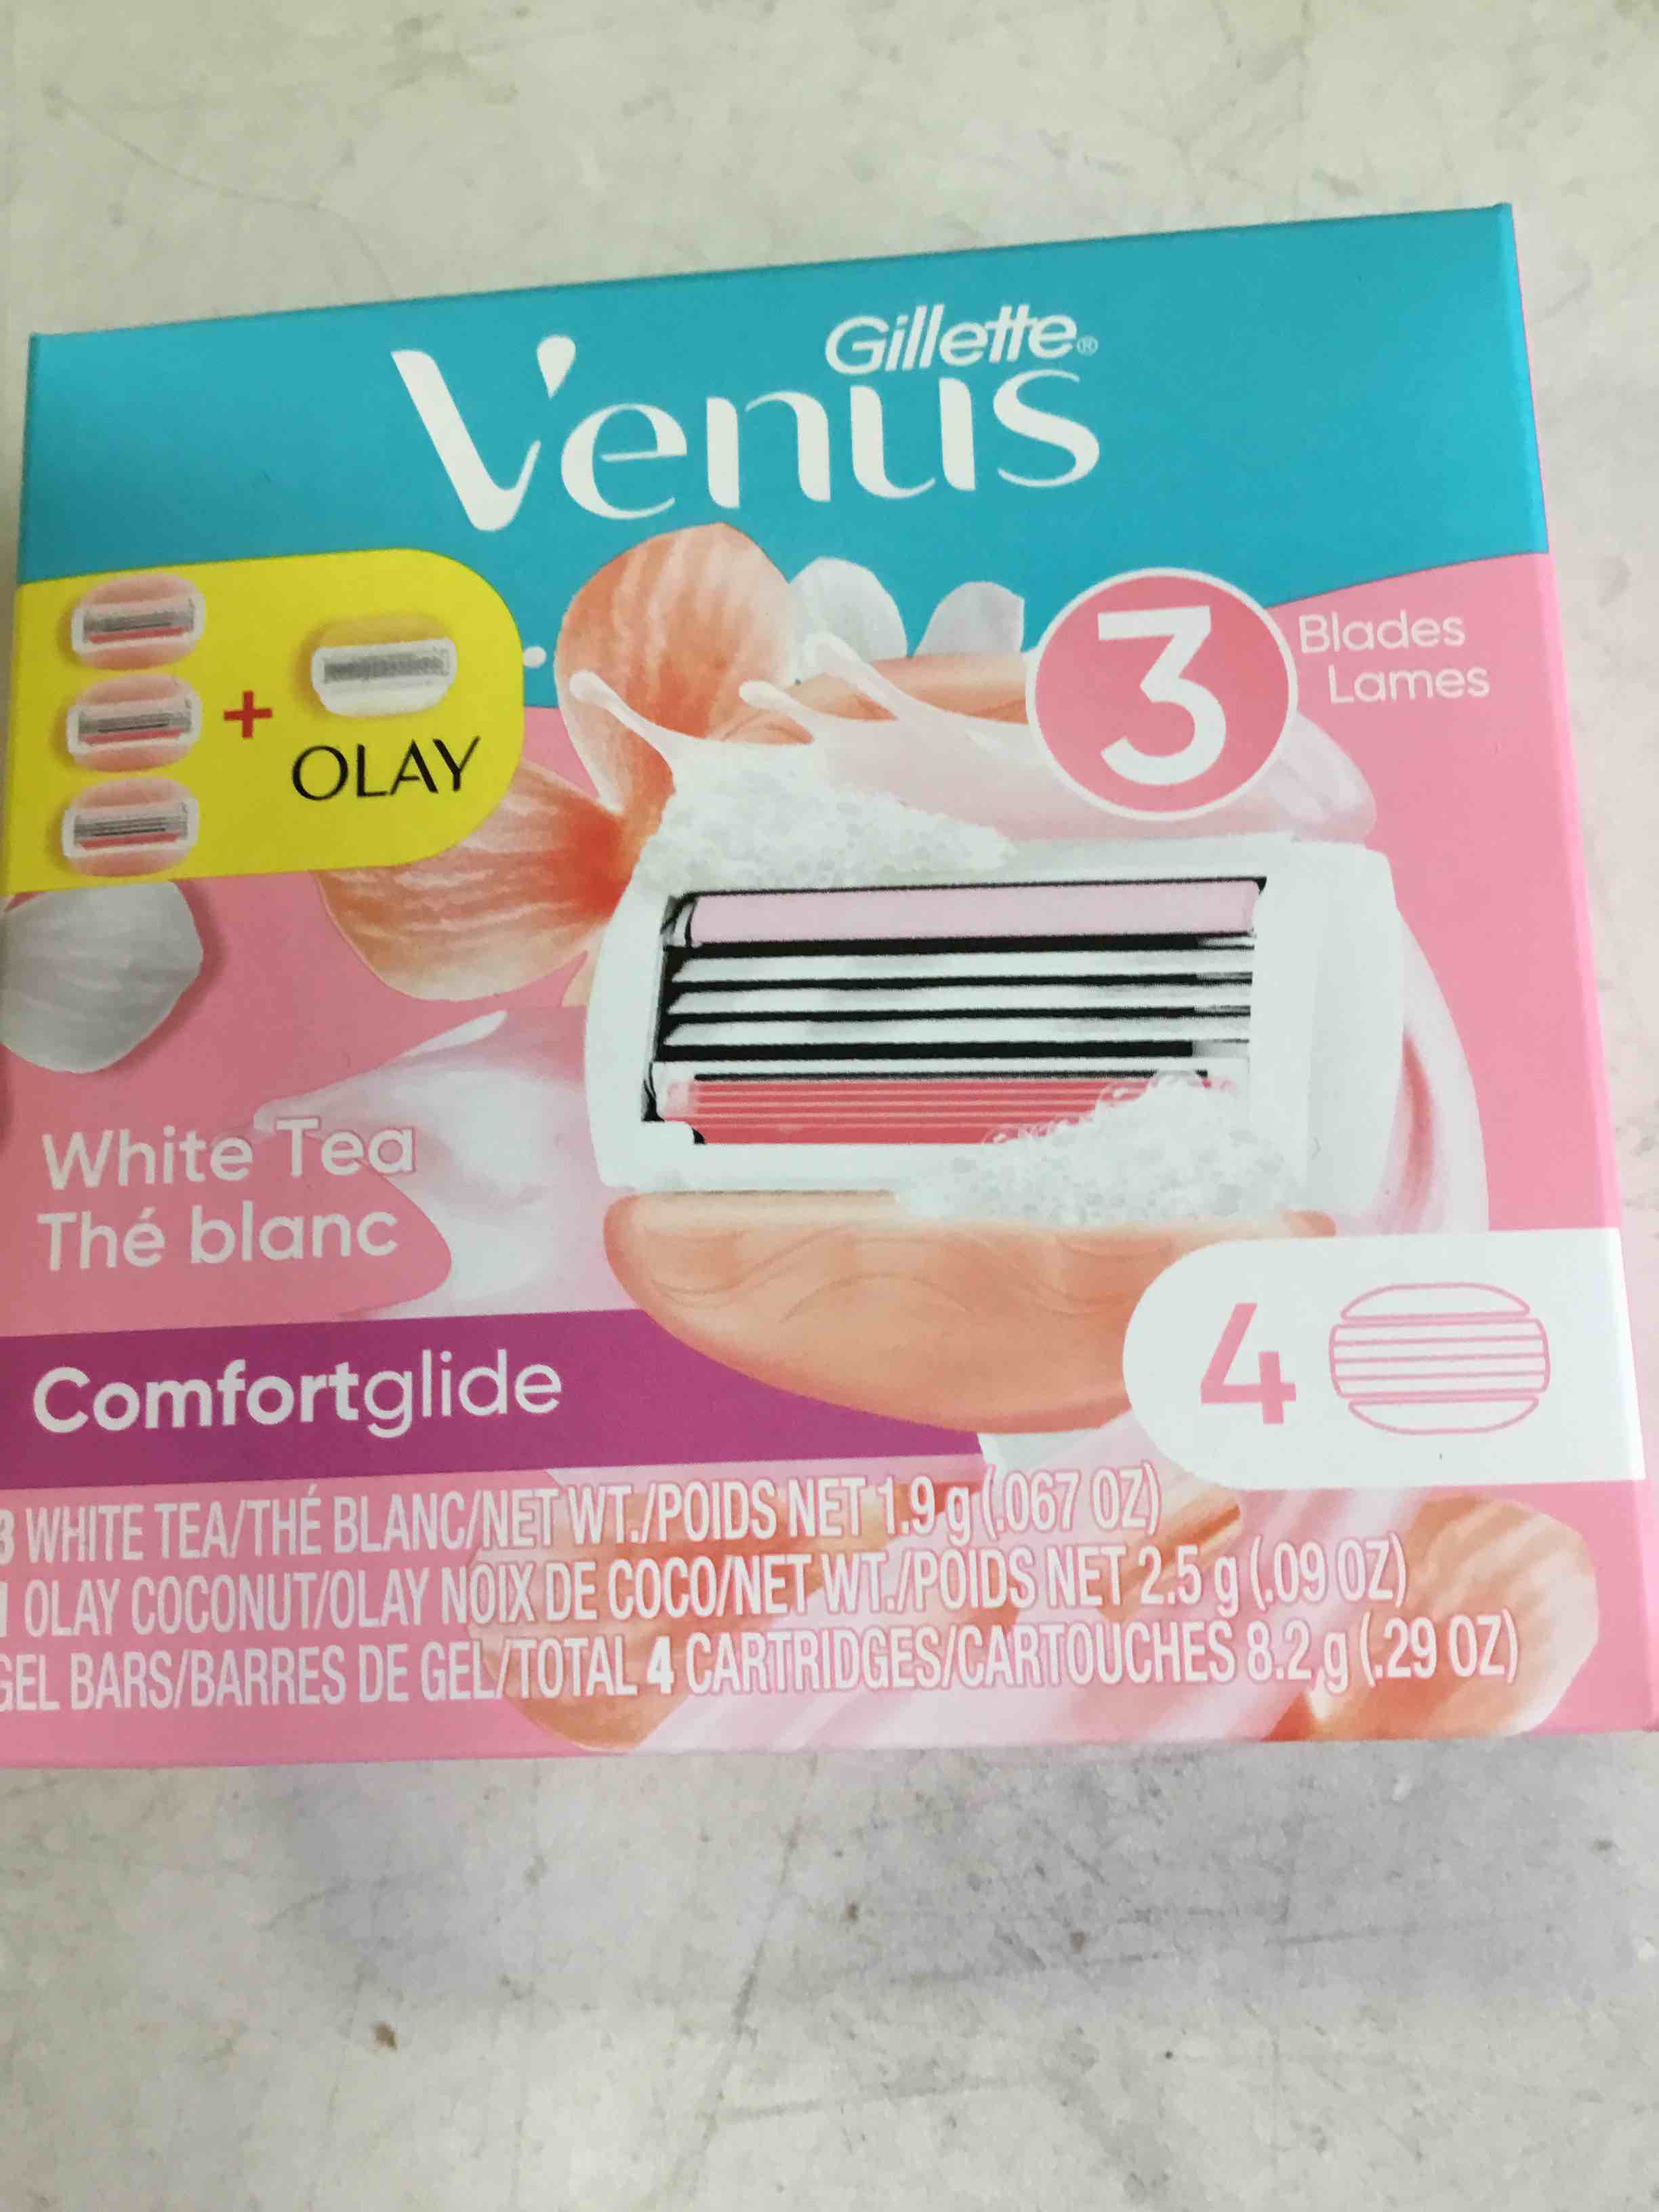 Gillette®
Venus
3
Blades
Lames
+
OLAY
White Tea
Thé blanc
Comfortglide
4
3 WHITE TEA/THÉ BLANC/NET WT./POIDS NET 1.9 g (.067 OZ)
1 OLAY COCONUT/OLAY NOIX DE COCO/NET WT./POIDS NET 2.5 g (.09 OZ)
GEL BARS/BARRES DE GEL/TOTAL 4 CARTRIDGES/CARTOUCHES 8.2 g (.29 OZ)